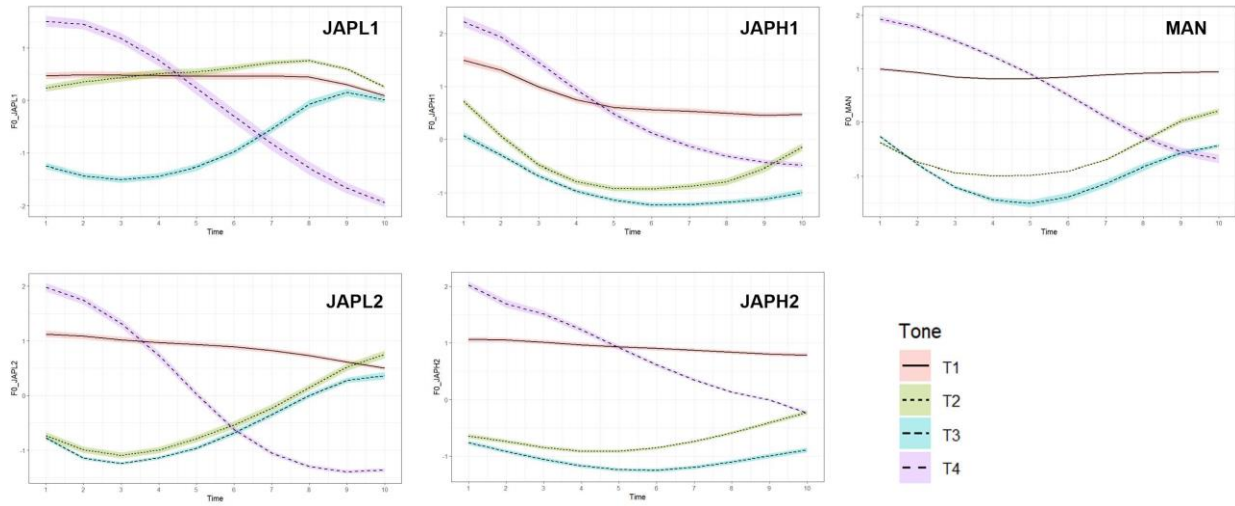 JAPL1
F0_JAPL1
1
0
-1
-2
1 2 3 4 5 6 7 8 9 10
Time
JAPH1
F0_JAPH1
2
1
0
-1
1 2 3 4 5 6 7 8 9 10
Time
MAN
F0_MAN
2
1
0
-1
1 2 3 4 5 6 7 8 9 10
Time
JAPL2
F0_JAPL2
2
1
0
-1
1 2 3 4 5 6 7 8 9 10
Time
JAPH2
F0_JAPH2
2
1
0
-1
1 2 3 4 5 6 7 8 9 10
Time
Tone
T1
T2
T3
T4